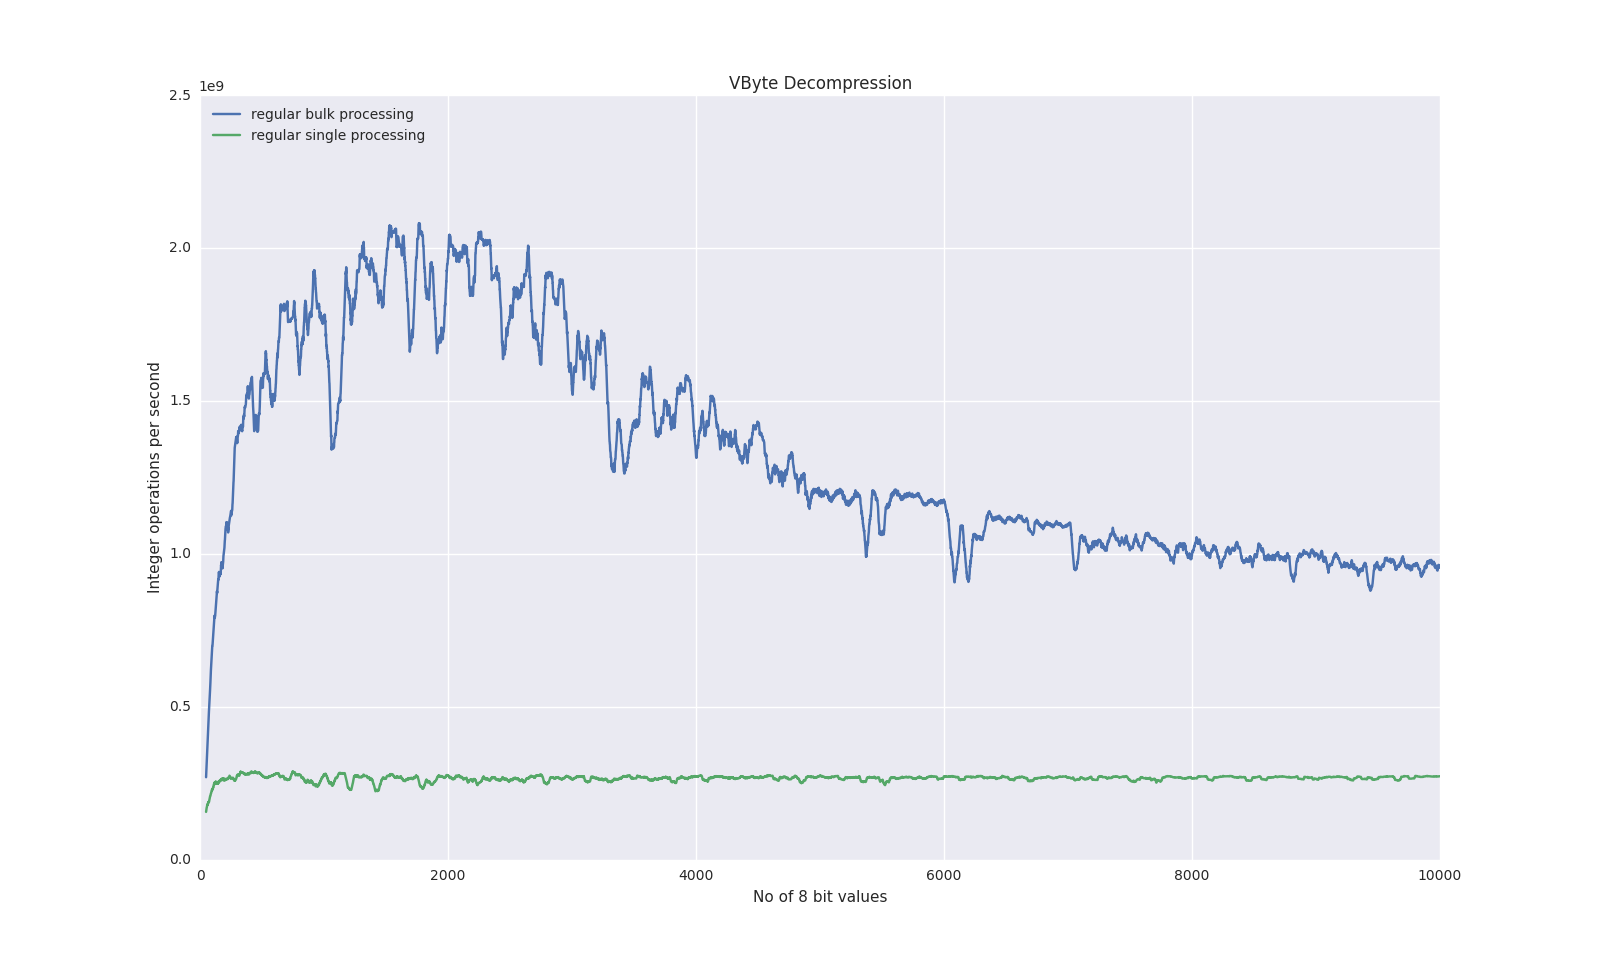 VByte Decompression
1e9
2.5
2.0
1.5
1.0
0.5
0.0
regular bulk processing
regular single processing
Integer operations per second
0 2000 4000 6000 8000 10000
No of 8 bit values